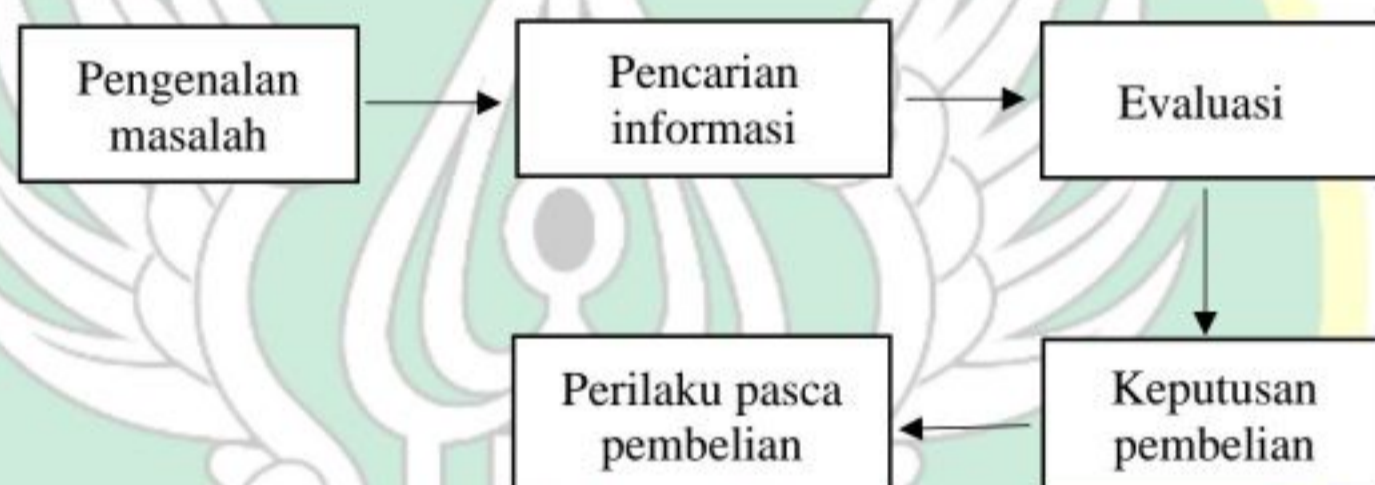 Pengenalan
masalah
Pencarian
informasi
Evaluasi
Keputusan
pembelian
Perilaku pasca
pembelian